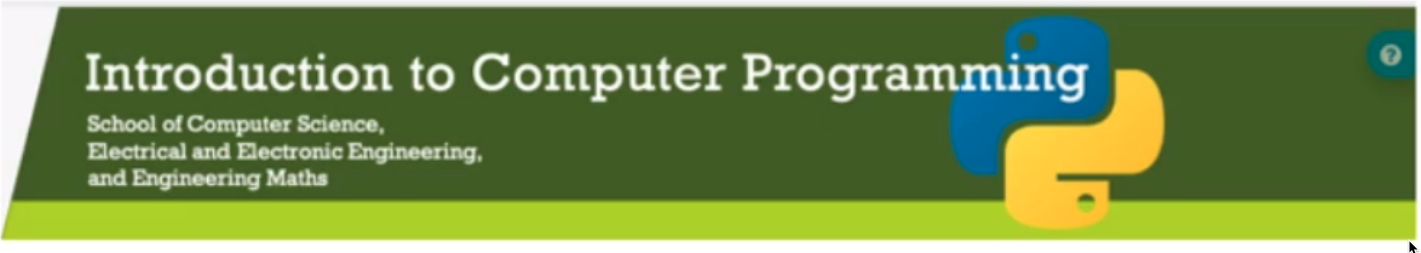 Introduction to Computer Programming
School of Computer Science,
Electrical and Electronic Engineering,
and Engineering Maths
?